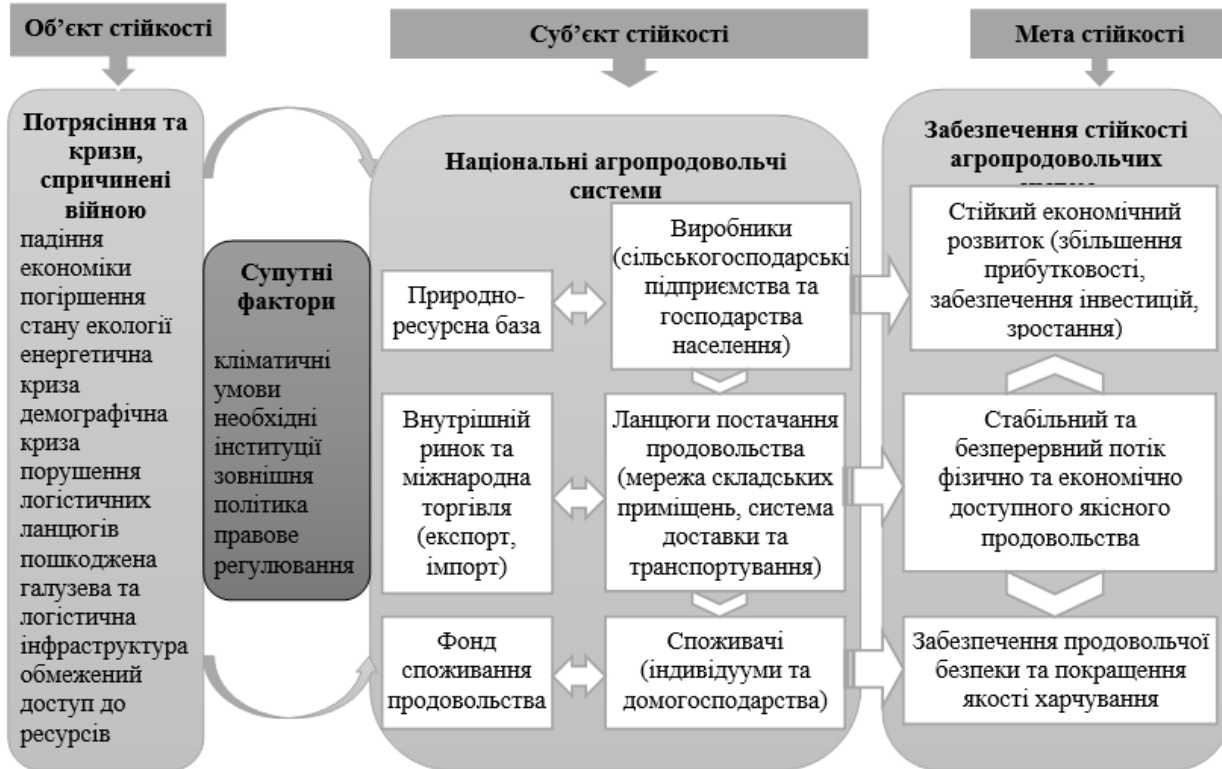 Об’єкт стійкості
Суб’єкт стійкості
Мета стійкості
Потрясіння та
кризи,
спричинені
війною
падіння
економіки
погіршення
стану екології
енергетична
криза
демографічна
криза
порушення
логістичних
ланцюгів
пошкоджена
галузева та
логістична
інфраструктура
обмежений
доступ до
ресурсів
Супутні
фактори
кліматичні
умови
необхідні
інституції
зовнішня
політика
правове
регулювання
Національні агропродовольчі
системи
Природно-
ресурсна база
Виробники
(сільськогосподарські
підприємства та
господарства
населення)
Внутрішній
ринок та
міжнародна
торгівля
(експорт,
імпорт)
Ланцюги постачання
продовольства
(мережа складських
приміщень, система
доставки та
транспортування)
Фонд
споживання
продовольства
Споживачі
(індивідууми та
домогосподарства)
Забезпечення стійкості
агропродовольчих
Стійкий економічний
розвиток (збільшення
прибутковості,
забезпечення інвестицій,
зростання)
Стабільний та
безперервний потік
фізично та економічно
доступного якісного
продовольства
Забезпечення продовольчої
безпеки та покращення
якості харчування